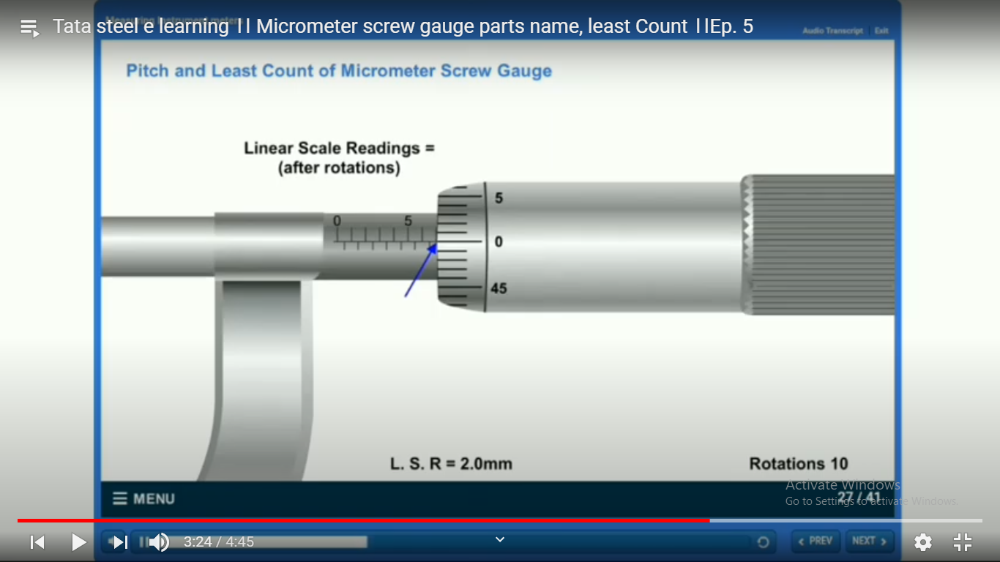 Tata steel e learning || Micrometer screw gauge parts name, least Count ||Ep. 5
Audio Transcript
Exit
Pitch and Least Count of Micrometer Screw Gauge
Linear Scale Readings =
(after rotations)
0 5
5
0
45
L. S. R = 2.0mm
Rotations 10
MENU
27 / 41
Activate Windows
Go to Settings to activate Windows.
3:24 / 4:45
PREV
NEXT